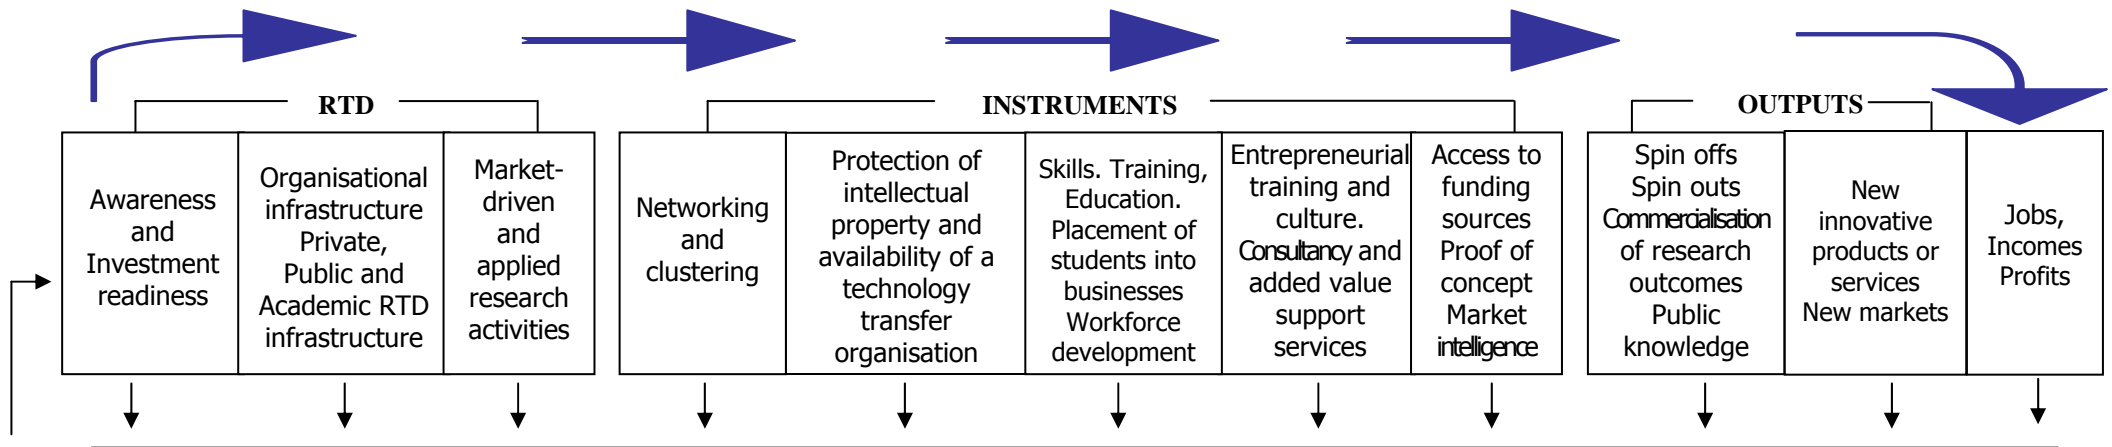 RTD
INSTRUMENTS
OUTPUTS
Awareness
and
Investment
readiness
Organisational
infrastructure
Private,
Public and
Academic RTD
infrastructure
Market-
driven
and
applied
research
activities
Networking
and
clustering
Protection of
intellectual
property and
availability of a
technology
transfer
organisation
Skills. Training,
Education.
Placement of
students into
businesses
Workforce
development
Entrepreneurial
training and
culture.
Consultancy and
added value
support
services
Access to
funding
sources
Proof of
concept
Market
intelligence
Spin offs
Spin outs
Commercialisation
of research
outcomes
Public
knowledge
New
innovative
products or
services
New markets
Jobs,
Incomes
Profits